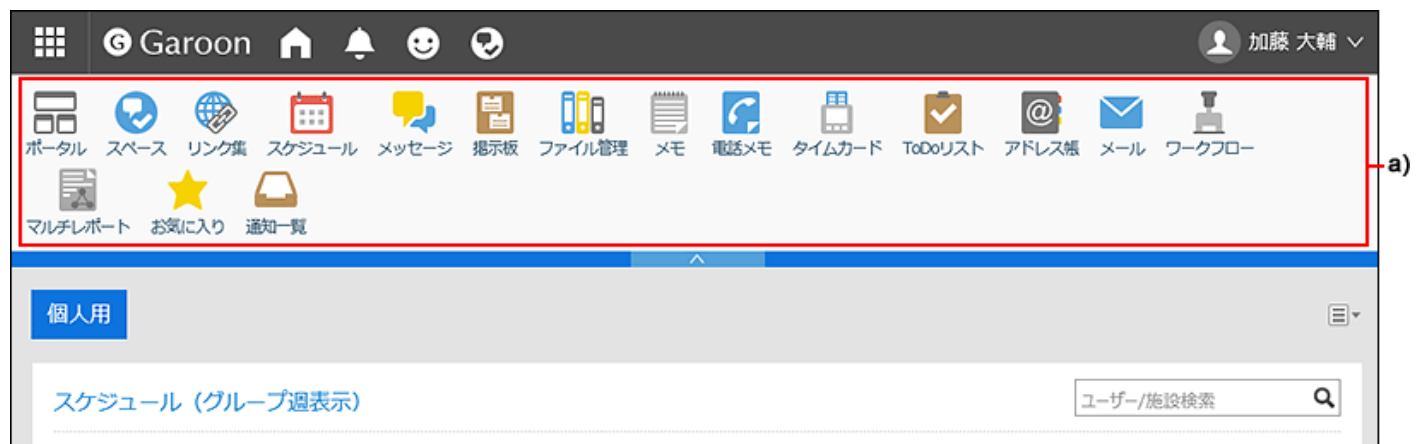 Garoon 加藤 大輔
ポータル スペース リンク集 スケジュール メッセージ 掲示板 ファイル管理 メモ 電話メモ タイムカード ToDoリスト アドレス帳 メール ワークフロー
a)
マルチレポート お気に入り 通知一覧
個人用
スケジュール（グループ週表示） ユーザー/施設検索